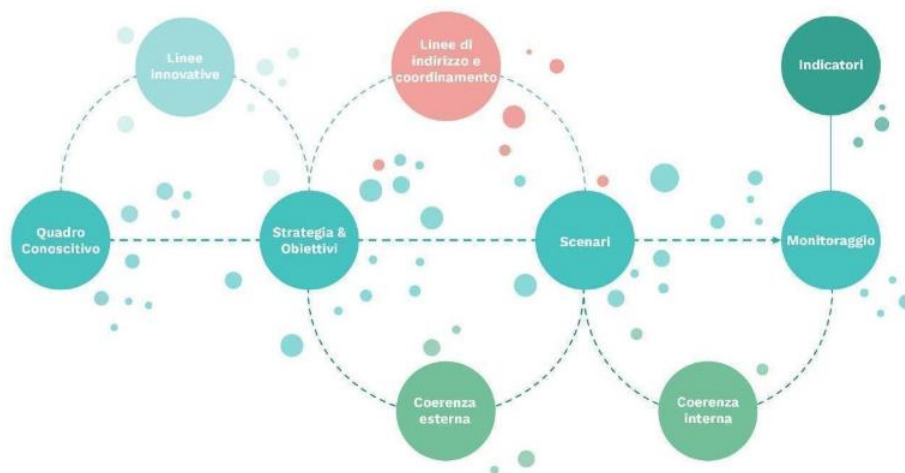 Linee
innovative
Linee di
indirizzo e
coordinamento
Indicatori
Quadro
Conoscitivo
Strategia &
Obiettivi
Scenari
Monitoraggio
Coerenza
esterna
Coerenza
interna